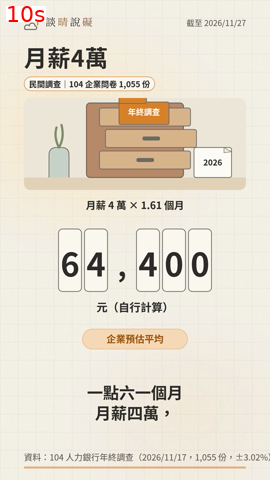 10s
談晴說礙
截至 2026/11/27
月薪4萬
民間調查｜104 企業問卷 1,055 份
年終調查
2026
月薪 4 萬 × 1.61 個月
64,400
元（自行計算）
企業預估平均
一點六一個月
月薪四萬，
資料：104 人力銀行年終調查（2026/11/17，1,055 份，±3.02%）